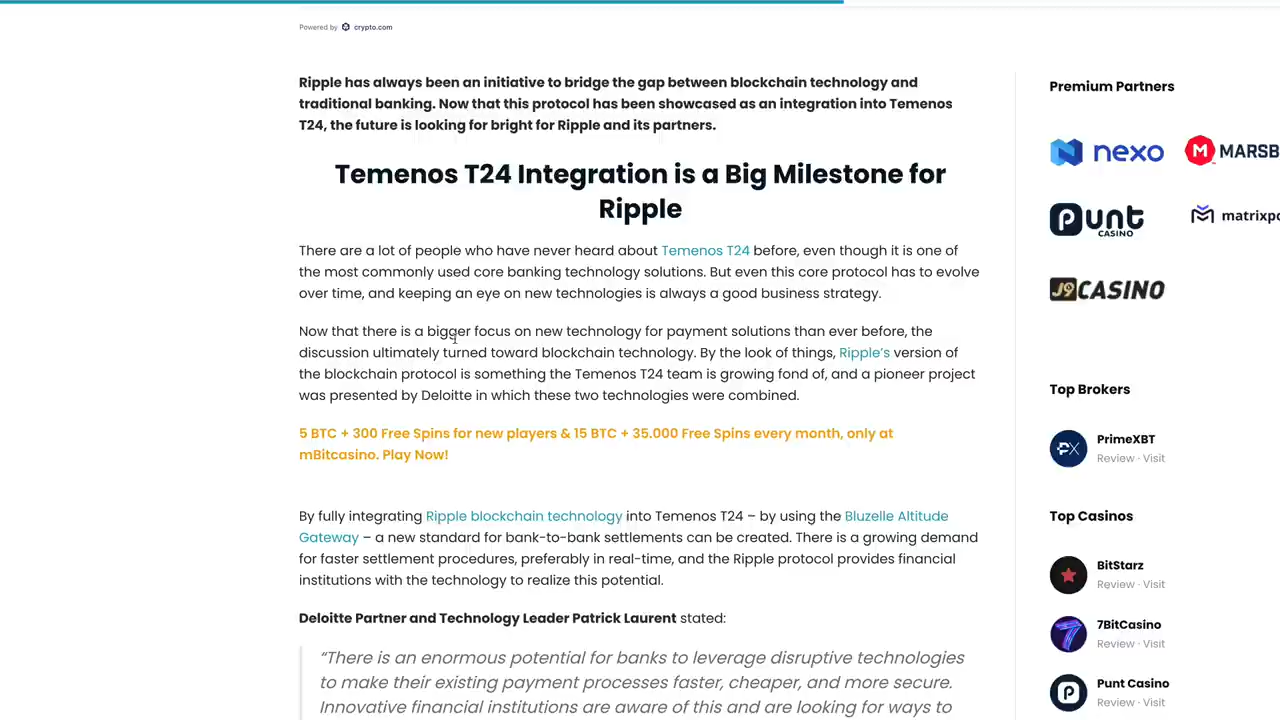 Powered by crypto.com
Ripple has always been an initiative to bridge the gap between blockchain technology and
traditional banking. Now that this protocol has been showcased as an integration into Temenos
T24, the future is looking for bright for Ripple and its partners.
Temenos T24 Integration is a Big Milestone for
Ripple
There are a lot of people who have never heard about Temenos T24 before, even though it is one of
the most commonly used core banking technology solutions. But even this core protocol has to evolve
over time, and keeping an eye on new technologies is always a good business strategy.
Now that there is a bigger focus on new technology for payment solutions than ever before, the
discussion ultimately turned toward blockchain technology. By the look of things, Ripple's version of
the blockchain protocol is something the Temenos T24 team is growing fond of, and a pioneer project
was presented by Deloitte in which these two technologies were combined.
5 BTC + 300 Free Spins for new players & 15 BTC + 35.000 Free Spins every month, only at
mBitcasino. Play Now!
By fully integrating Ripple blockchain technology into Temenos T24 – by using the Bluzelle Altitude
Gateway – a new standard for bank-to-bank settlements can be created. There is a growing demand
for faster settlement procedures, preferably in real-time, and the Ripple protocol provides financial
institutions with the technology to realize this potential.
Deloitte Partner and Technology Leader Patrick Laurent stated:
“There is an enormous potential for banks to leverage disruptive technologies
to make their existing payment processes faster, cheaper, and more secure.
Innovative financial institutions are aware of this and are looking for ways to
Premium Partners
nexo
MARSB
Punt
CASINO
matrixpo
J9 CASINO
Top Brokers
PrimeXBT
Review · Visit
Top Casinos
BitStarz
Review · Visit
7BitCasino
Review · Visit
Punt Casino
Review · Visit